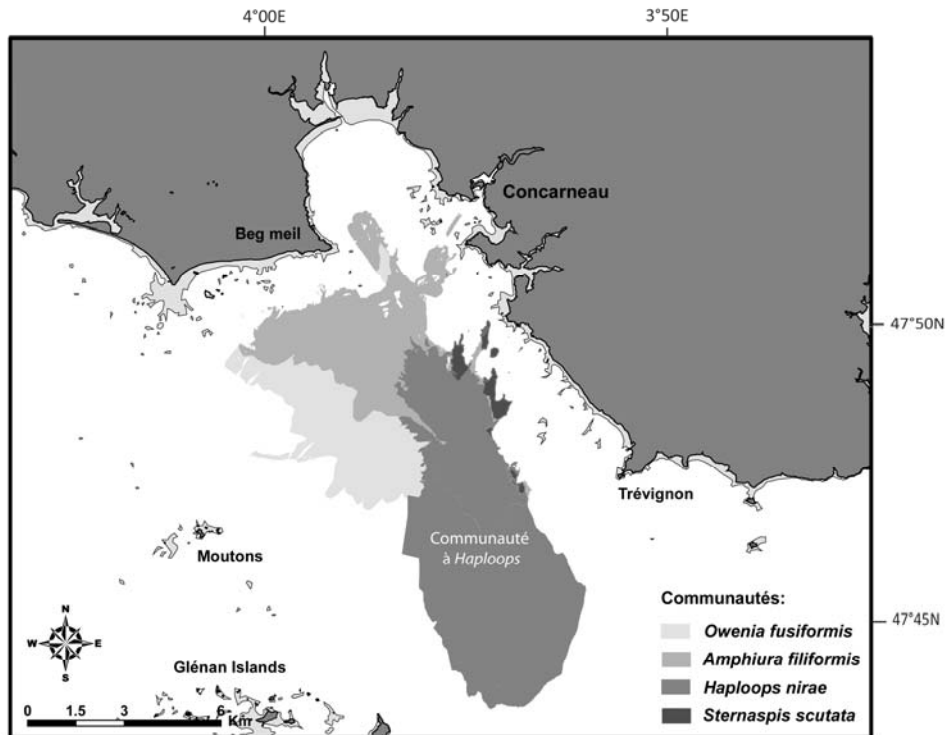 4°00E
3°50E
Concarneau
Beg meil
47°50N
Trévignon
Communauté
à Haploops
Moutons
Communautés:
47°45N
Owenia fusiformis
Amphiura filiformis
Haploops nirae
Sternaspis scutata
N
W E
S
Glénan Islands
0 1.5 3 6
Km